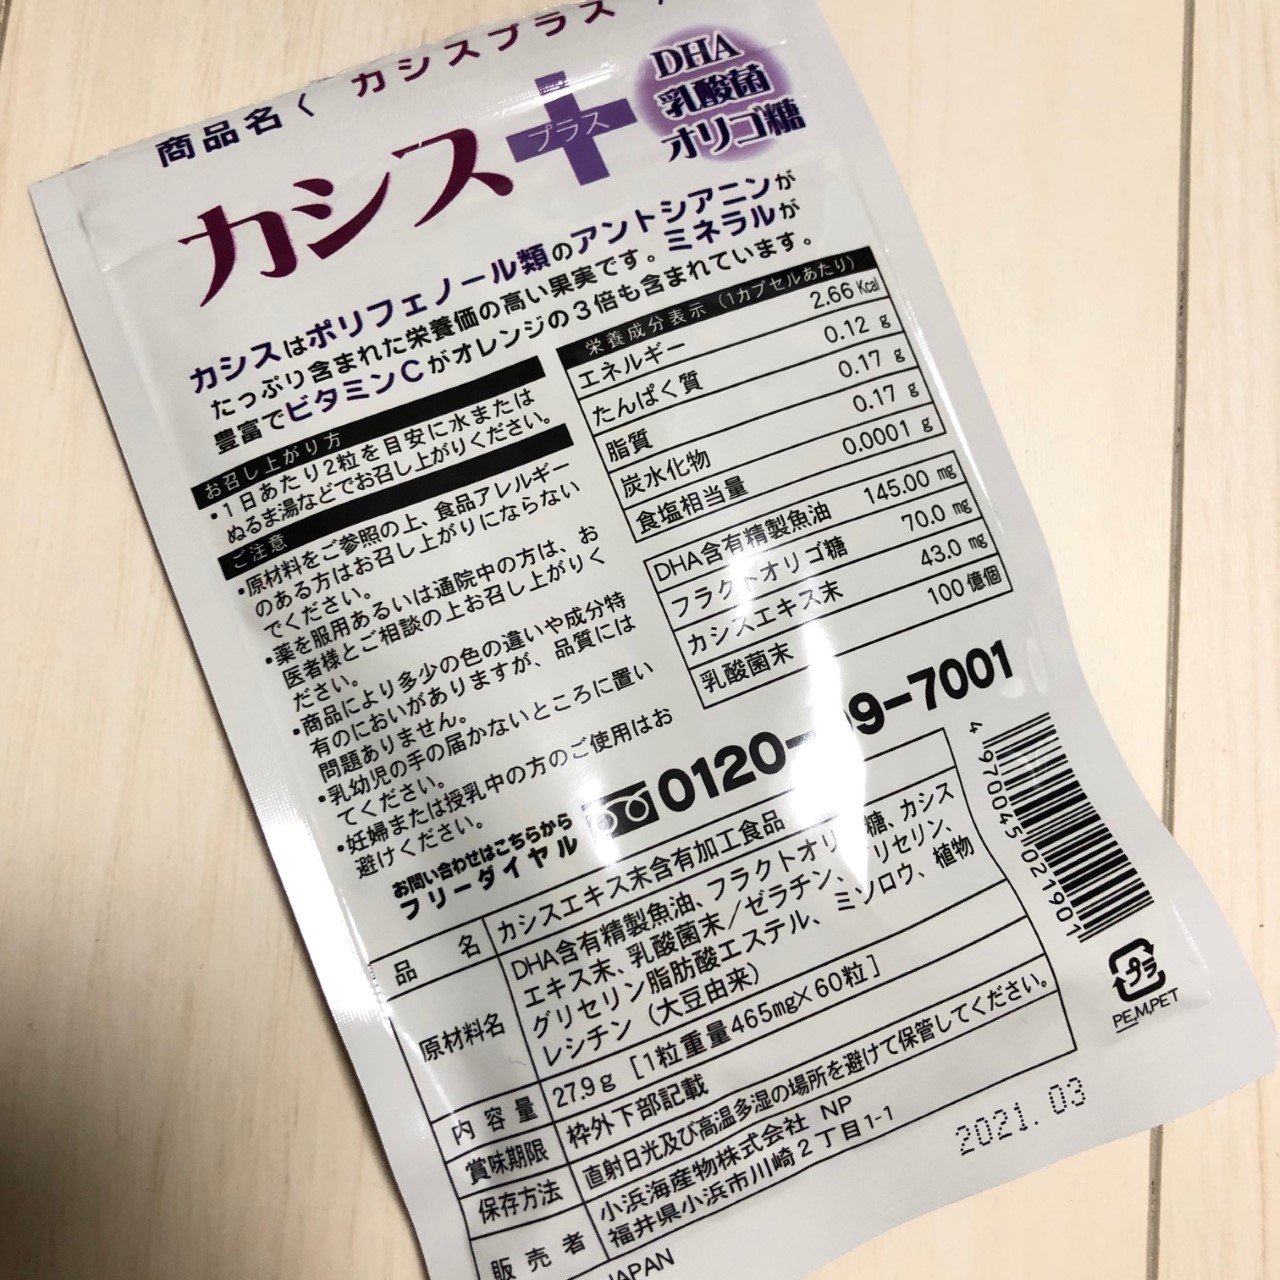 商品名〈 カシスプラス
カシス
プラス
DHA
乳酸菌
オリゴ糖
カシスはポリフェノール類のアントシアニンが
たっぷり含まれた栄養価の高い果実です。ミネラルが
豊富でビタミンCがオレンジの3倍も含まれています。
お召し上がり方
•1日あたり2粒を目安に水または
ぬるま湯などでお召し上がりください。
ご注意
•原材料をご参照の上、食品アレルギー
のある方はお召し上がりにならない
でください。
•薬を服用あるいは通院中の方は、お
医者様とご相談の上お召し上がりく
ださい。
•商品により多少の色の違いや成分特
有のにおいがありますが、品質には
問題ありません。
•乳幼児の手の届かないところに置い
てください。
•妊婦または授乳中の方のご使用はお
避けください。
栄養成分表示(1カプセルあたり)
エネルギー 2.66 Kcal
たんぱく質 0.12 g
脂質 0.17 g
炭水化物 0.17 g
食塩相当量 0.0001 g
DHA含有精製魚油 145.00 mg
フラクトオリゴ糖 70.0 mg
カシスエキス末 43.0 mg
乳酸菌末 100億個
お問い合わせはこちらから
フリーダイヤル
0120- 9-7001
品名 カシスエキス末含有加工食品
原材料名 DHA含有精製魚油、フラクトオリ 糖、カシス
エキス末、乳酸菌末/ゼラチン、 リセリン、
グリセリン脂肪酸エステル、ミツロウ、植物
レシチン(大豆由来)
内容量 27.9g [1粒重量465mg×60粒]
賞味期限 枠外下部記載
保存方法 直射日光及び高温多湿の場所を避けて保管してください。
販売者 小浜海産物株式会社 NP
福井県小浜市川崎2丁目1-1
4 970045 021901
プラ
PE,M,PET
2021.03
JAPAN